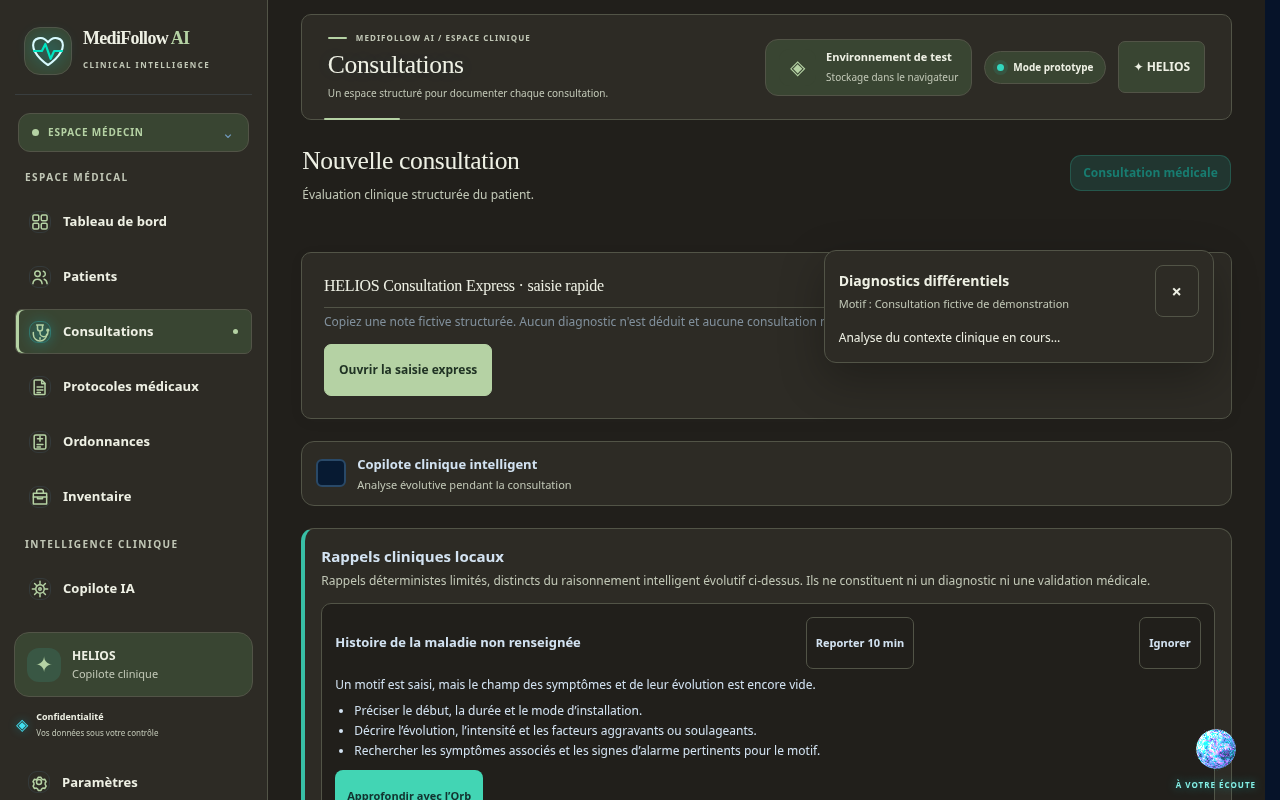 MediFollow AI
CLINICAL INTELLIGENCE
ESPACE MÉDECIN
ESPACE MÉDICAL
Tableau de bord
Patients
Consultations
Protocoles médicaux
Ordonnances
Inventaire
INTELLIGENCE CLINIQUE
Copilote IA
HELIOS
Copilote clinique
Confidentialité
Vos données sous votre contrôle
Paramètres
MEDIFOLLOW AI / ESPACE CLINIQUE
Consultations
Un espace structuré pour documenter chaque consultation.
Environnement de test
Stockage dans le navigateur
Mode prototype
HELIOS
Nouvelle consultation
Évaluation clinique structurée du patient.
Consultation médicale
HELIOS Consultation Express · saisie rapide
Copiez une note fictive structurée. Aucun diagnostic n'est déduit et aucune consultation
Ouvrir la saisie express
Diagnostics différentiels
Motif : Consultation fictive de démonstration
×
Analyse du contexte clinique en cours...
Copilote clinique intelligent
Analyse évolutive pendant la consultation
Rappels cliniques locaux
Rappels déterministes limités, distincts du raisonnement intelligent évolutif ci-dessus. Ils ne constituent ni un diagnostic ni une validation médicale.
Histoire de la maladie non renseignée
Reporter 10 min
Ignorer
Un motif est saisi, mais le champ des symptômes et de leur évolution est encore vide.
• Préciser le début, la durée et le mode d’installation.
• Décrire l’évolution, l’intensité et les facteurs aggravants ou soulageants.
• Rechercher les symptômes associés et les signes d’alarme pertinents pour le motif.
Approfondir avec l’Orb
À VOTRE ÉCOUTE